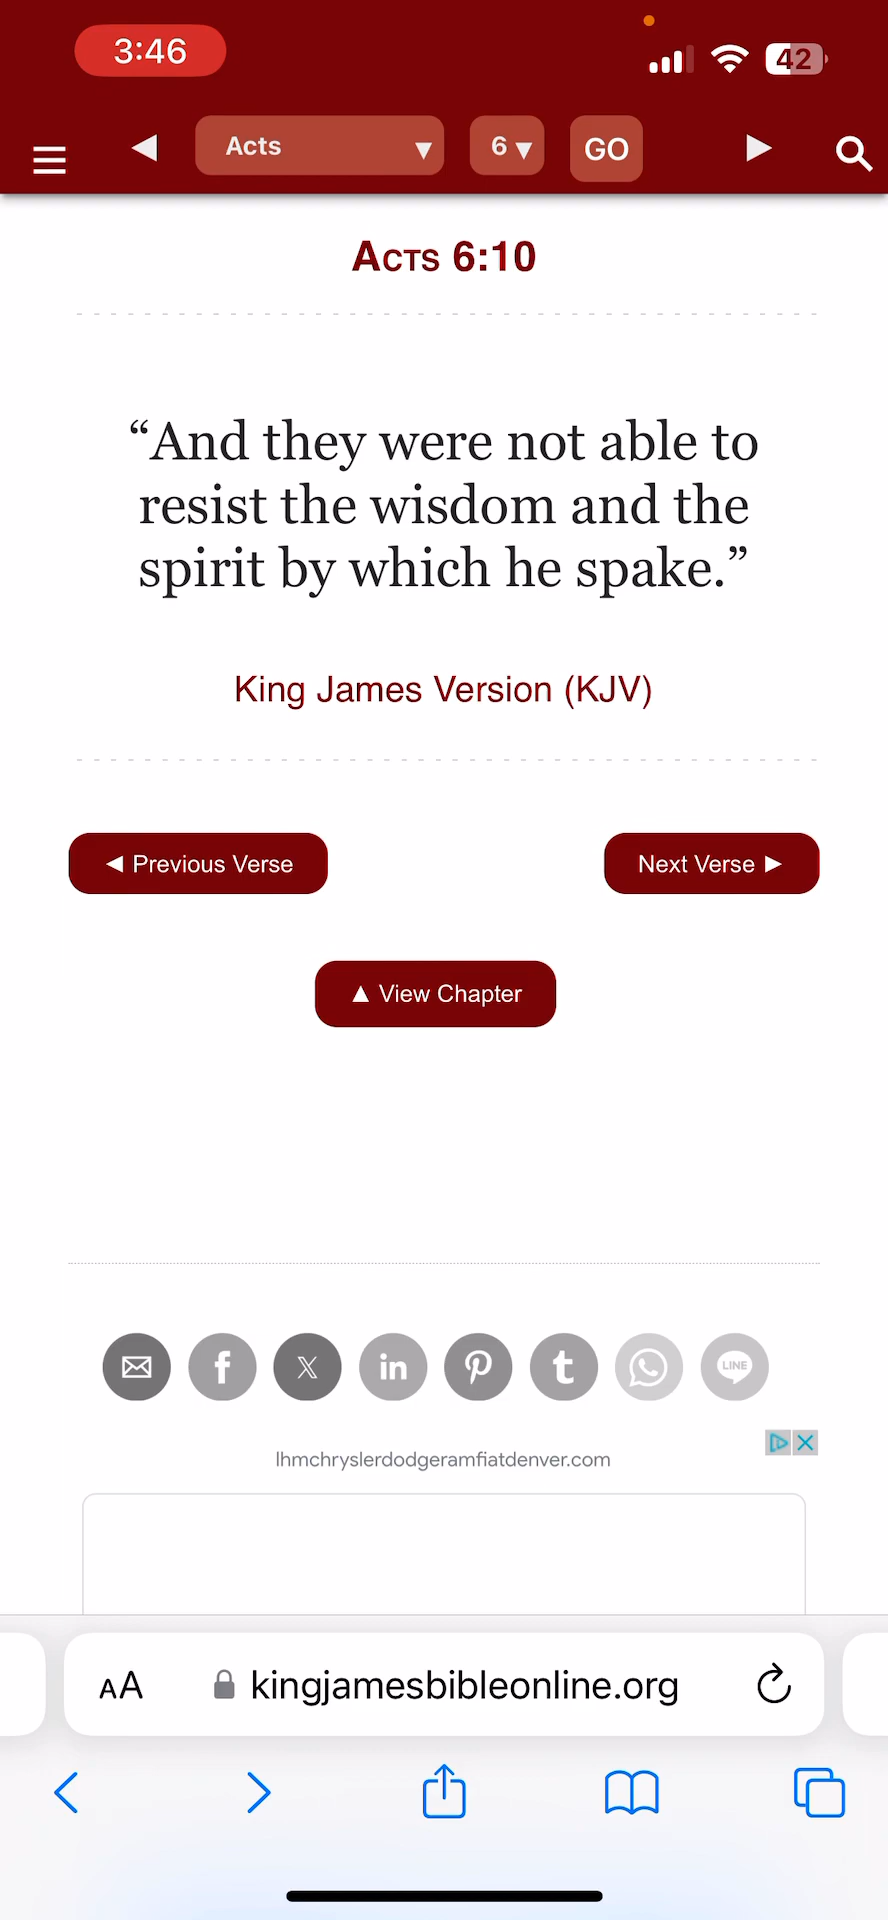 3:46
42
Acts ▼ 6 ▼ GO
Acts 6:10
“And they were not able to
resist the wisdom and the
spirit by which he spake.”
King James Version (KJV)
◄ Previous Verse
Next Verse ►
▲ View Chapter
f X in P t LINE
lhmchryslerdodgeramfiatdenver.com
AA kingjamesbibleonline.org